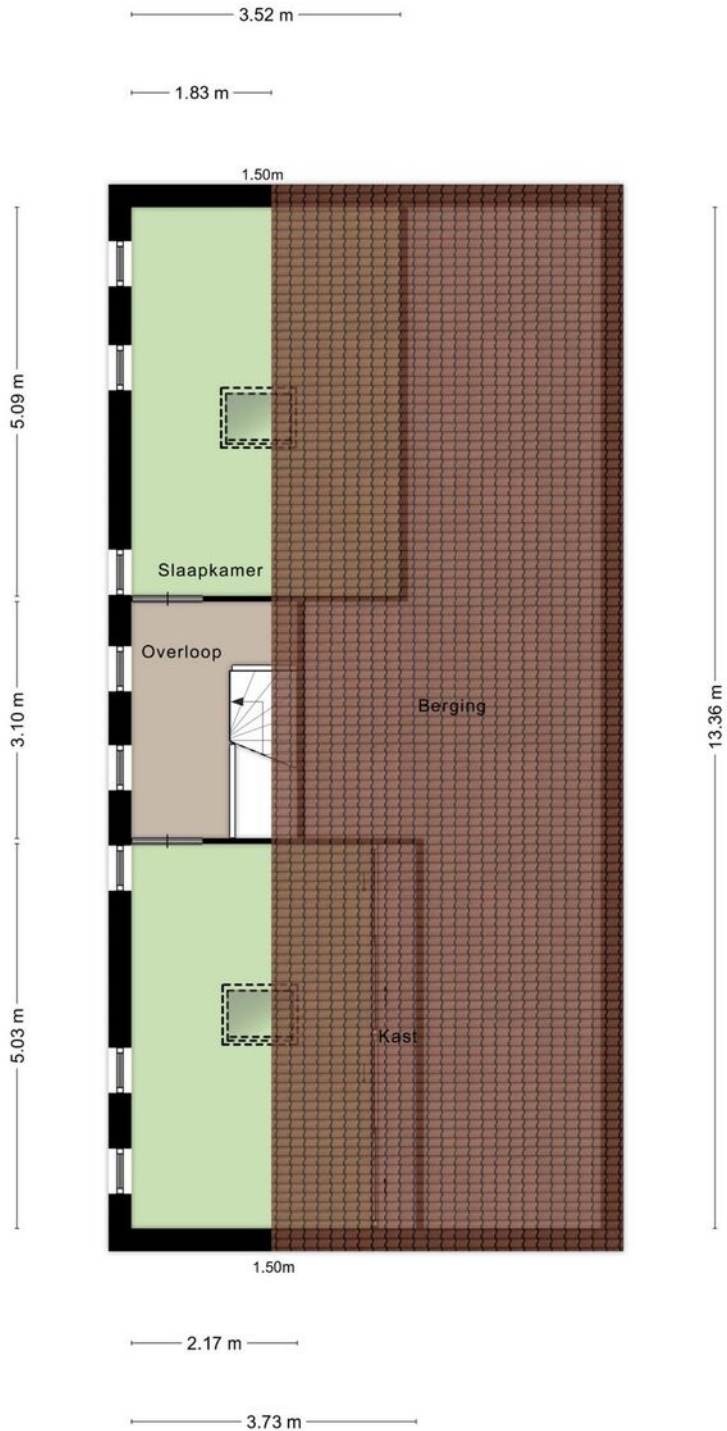 3.52 m
1.83 m
1.50m
5.09 m
Slaapkamer
Overloop
3.10 m
Berging
13.36 m
5.03 m
Kast
1.50m
2.17 m
3.73 m